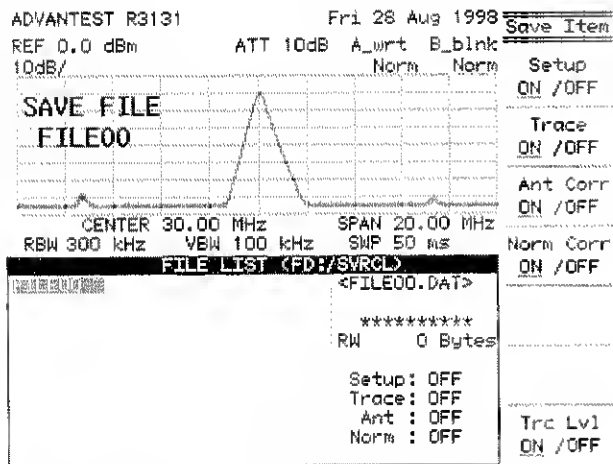 ADVANTEST R3131
Fri 28 Aug 1998
REF 0.0 dBm
ATT 10dB
A_wrt
B_blnk
10dB/
Norm
Norm
SAVE FILE
FILE00
CENTER 30.00 MHz
SPAN 20.00 MHz
RBW 300 kHz
VBW 100 kHz
SWP 50 ms
FILE LIST (FD:/SVRCL)
<FILE00.DAT>
**********
RW 0 Bytes
Setup: OFF
Trace: OFF
Ant : OFF
Norm : OFF
Save Item
Setup
ON /OFF
Trace
ON /OFF
Ant Corr
ON /OFF
Norm Corr
ON /OFF
Trc Lvl
ON /OFF